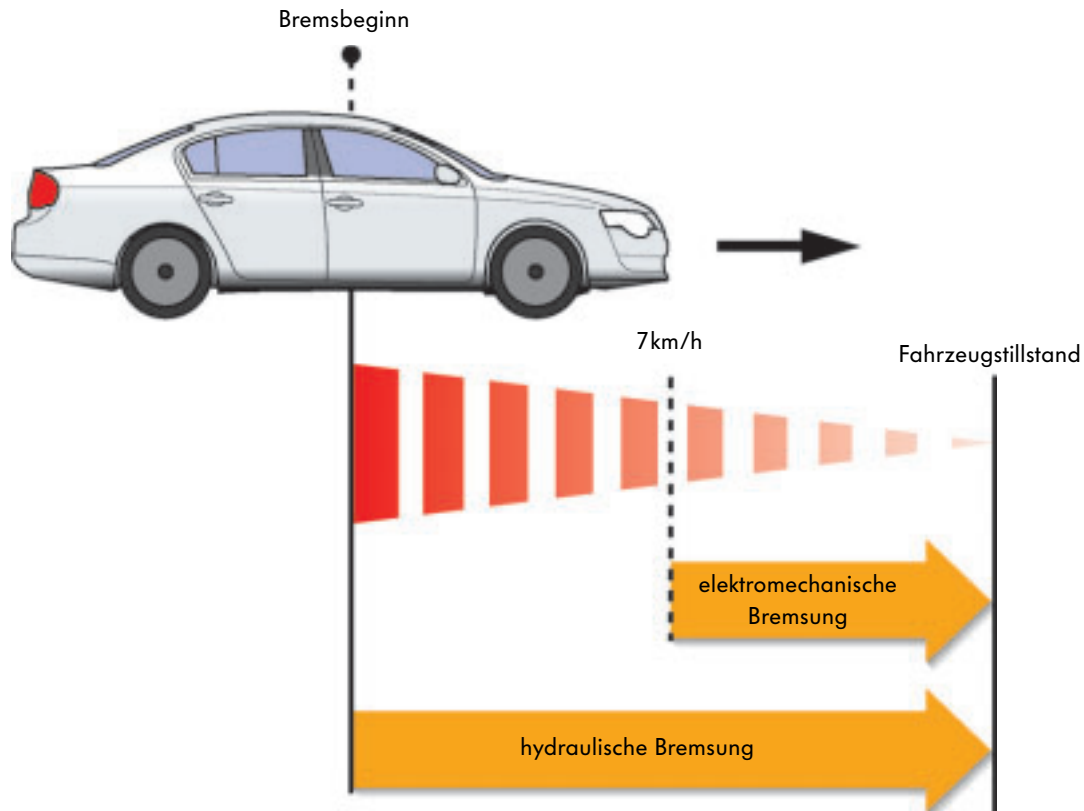 Bremsbeginn
7km/h
Fahrzeugstillstand
elektromechanische
Bremsung
hydraulische Bremsung